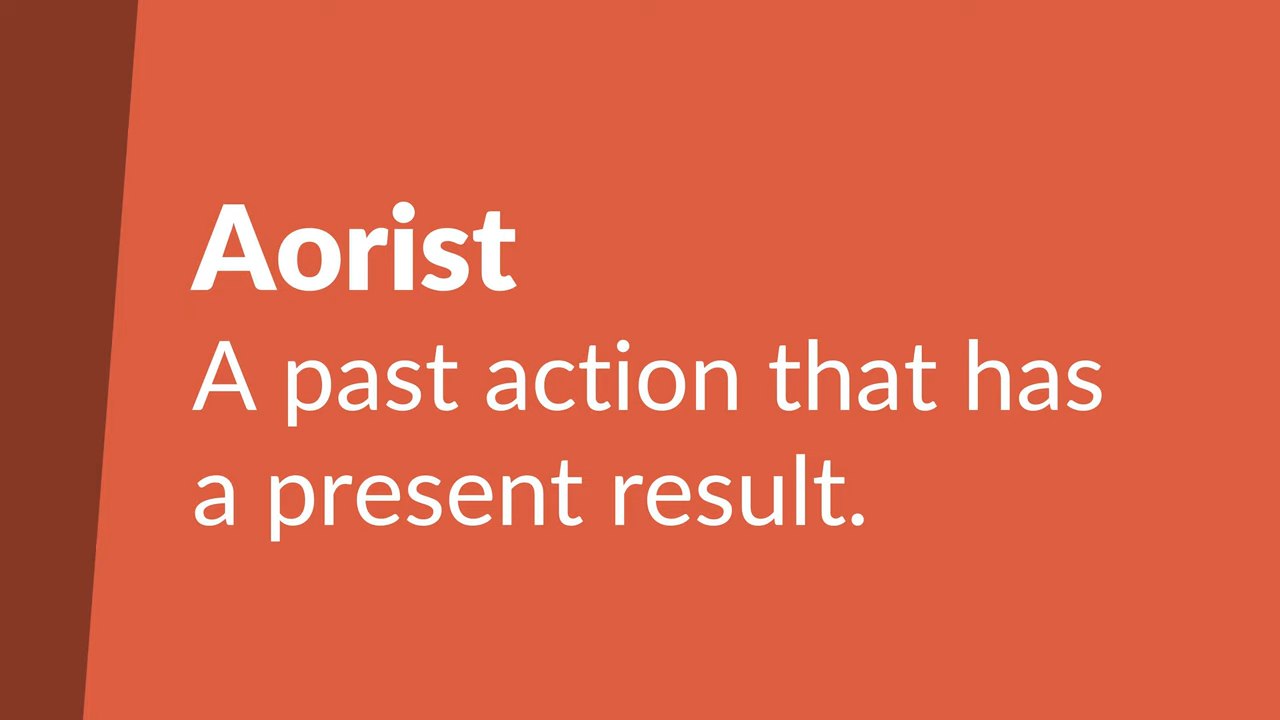 Aorist
A past action that has
a present result.